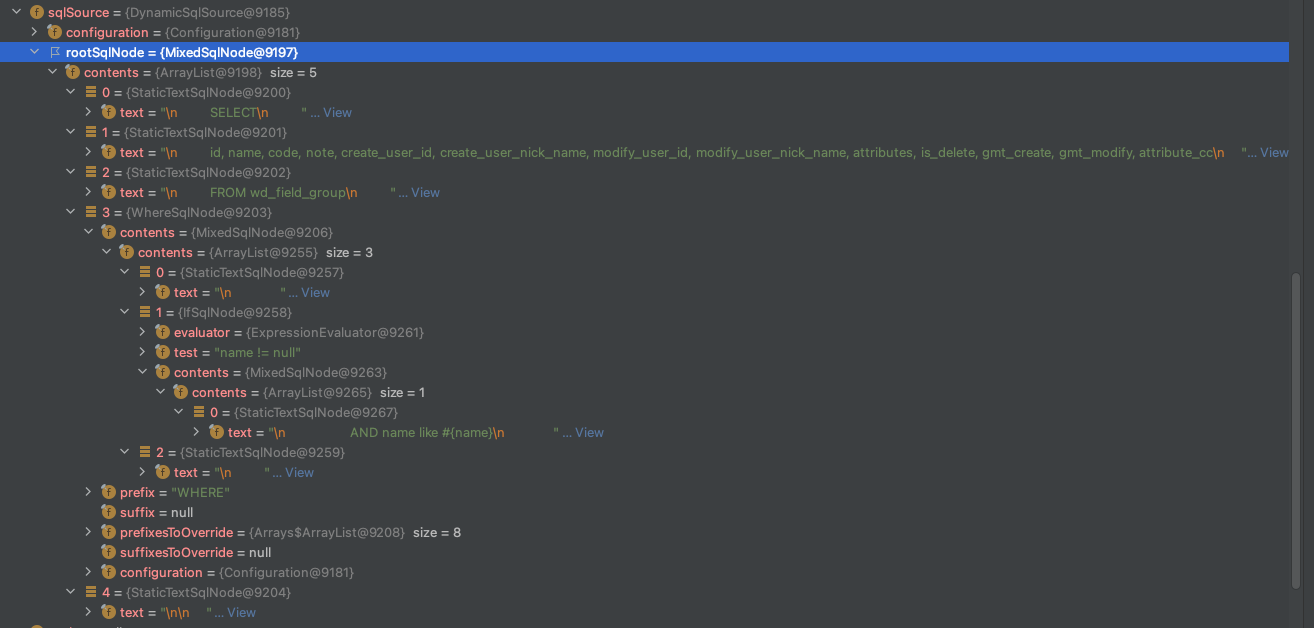 sqlSource = {DynamicSqlSource@9185}
configuration = {Configuration@9181}
rootSqlNode = {MixedSqlNode@9197}
contents = {ArrayList@9198} size = 5
0 = {StaticTextSqlNode@9200}
text = "\n SELECT\n " ... View
1 = {StaticTextSqlNode@9201}
text = "\n id, name, code, note, create_user_id, create_user_nick_name, modify_user_id, modify_user_nick_name, attributes, is_delete, gmt_create, gmt_modify, attribute_cc\n "... View
2 = {StaticTextSqlNode@9202}
text = "\n FROM wd_field_group\n " ... View
3 = {WhereSqlNode@9203}
contents = {MixedSqlNode@9206}
contents = {ArrayList@9255} size = 3
0 = {StaticTextSqlNode@9257}
text = "\n " ... View
1 = {IfSqlNode@9258}
evaluator = {ExpressionEvaluator@9261}
test = "name != null"
contents = {MixedSqlNode@9263}
contents = {ArrayList@9265} size = 1
0 = {StaticTextSqlNode@9267}
text = "\n AND name like #{name}\n " ... View
2 = {StaticTextSqlNode@9259}
text = "\n " ... View
prefix = "WHERE"
suffix = null
prefixesToOverride = {Arrays$ArrayList@9208} size = 8
suffixesToOverride = null
configuration = {Configuration@9181}
4 = {StaticTextSqlNode@9204}
text = "\n\n " ... View